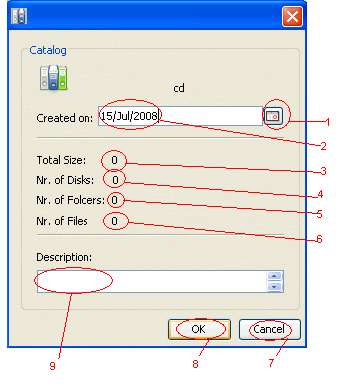 Catalog
cd
Created on: 15/Jul/2008
1
2
Total Size: 0
3
Nr. of Disks: 0
4
Nr. of Folcers: 0
5
Nr. of Files 0
6
Description:
OK Cancel
9 8 7